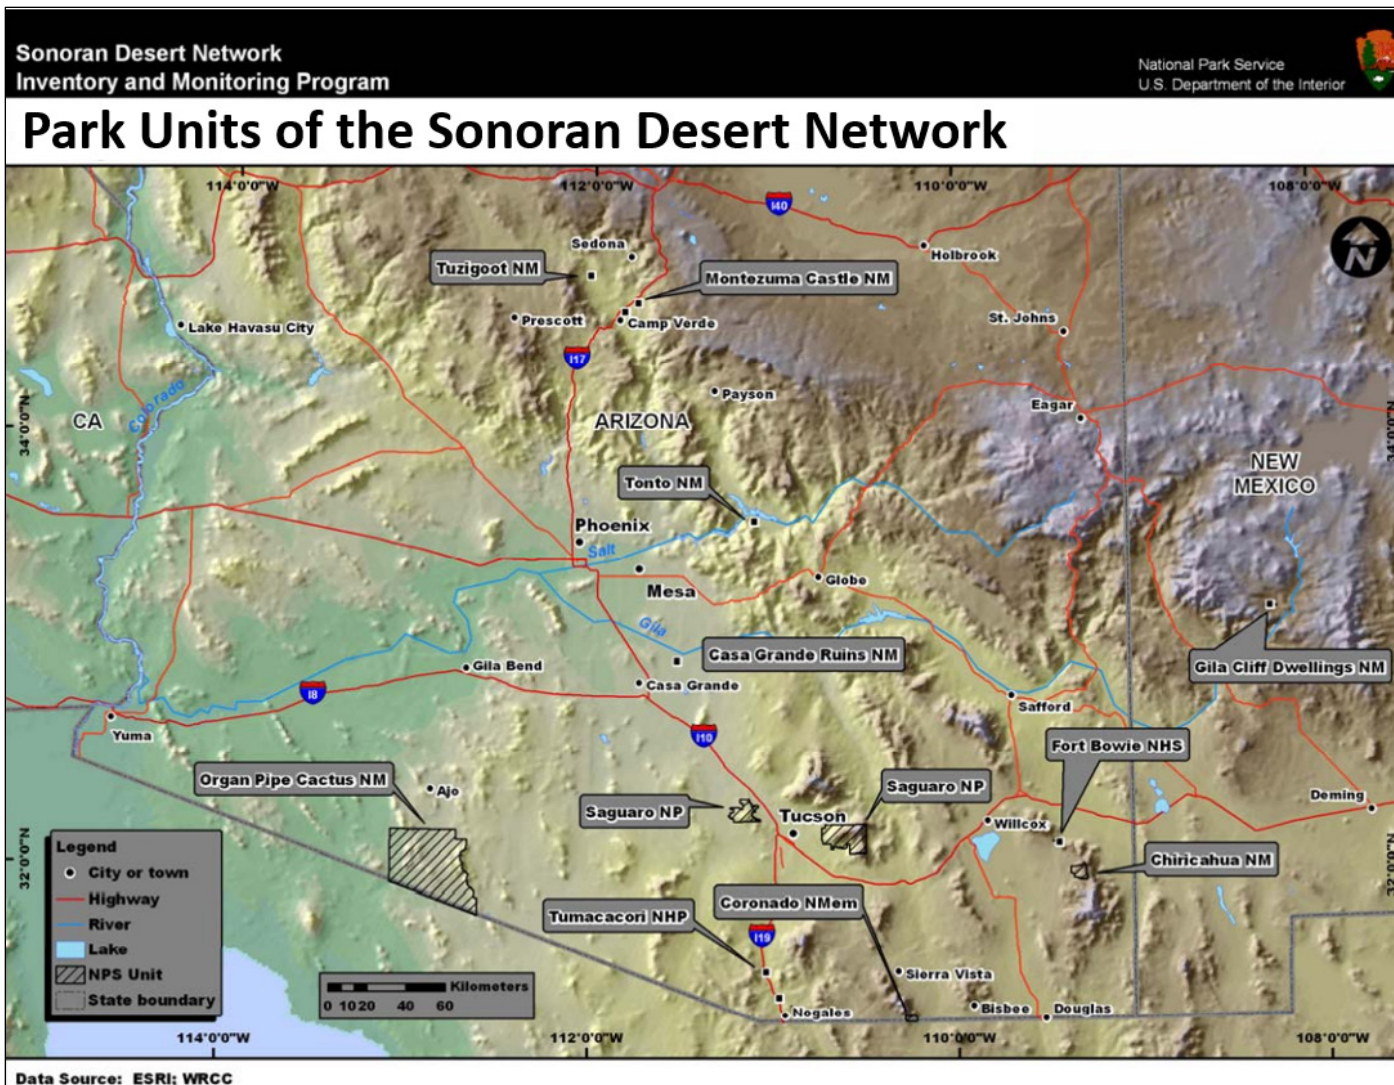 Sonoran Desert Network
Inventory and Monitoring Program
National Park Service
U.S. Department of the Interior
Park Units of the Sonoran Desert Network
114°0'0"W
112°0'0"W
110°0'0"W
108°0'0"W
I40
Sedona
Holbrook
N
Tuzigoot NM
Montezuma Castle NM
Lake Havasu City
Prescott
Camp Verde
St. Johns
I17
Colorado
Payson
Eagar
CA
ARIZONA
34°0'0"N
34°0'0"N
NEW
MEXICO
Tonto NM
Phoenix
Salt
Mesa
Globe
Gila
Casa Grande Ruins NM
Gila Cliff Dwellings NM
Gila Bend
Casa Grande
I8
Safford
Yuma
I10
Fort Bowie NHS
Organ Pipe Cactus NM
Ajo
Saguaro NP
Saguaro NP
Tucson
Willcox
Deming
32°0'0"N
32°0'0"N
Chiricahua NM
Legend
City or town
Highway
River
Lake
NPS Unit
State boundary
Coronado NMem
Tumacacori NHP
I19
Sierra Vista
Kilometers
0 10 20 40 60
Nogales
Bisbee
Douglas
114°0'0"W
112°0'0"W
110°0'0"W
108°0'0"W
Data Source: ESRI; WRCC